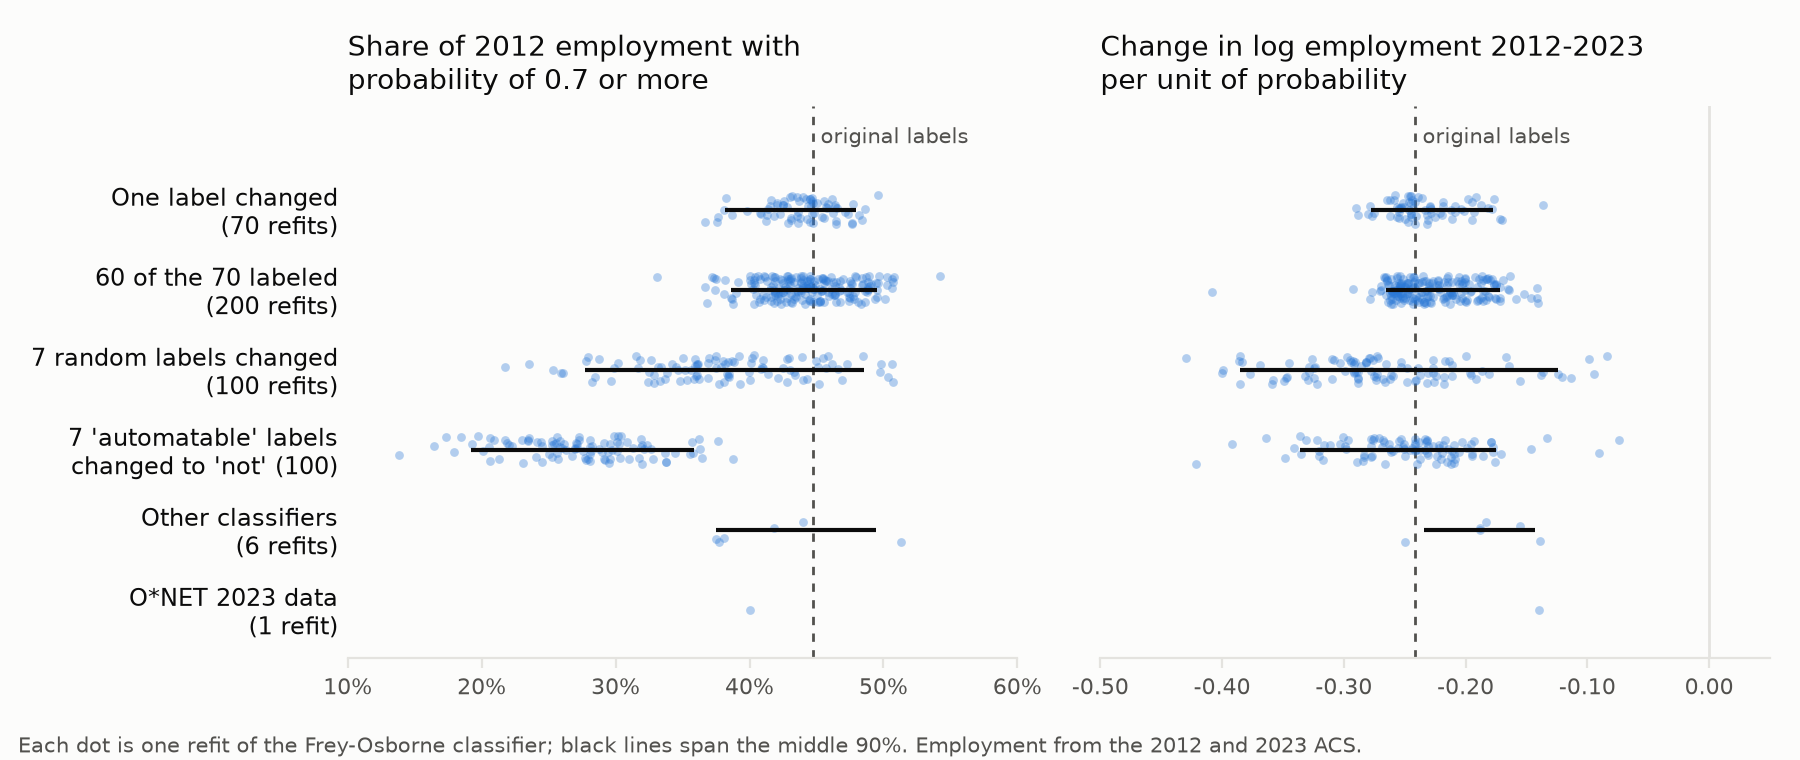 Share of 2012 employment with
probability of 0.7 or more
Change in log employment 2012-2023
per unit of probability
original labels
original labels
One label changed
(70 refits)
60 of the 70 labeled
(200 refits)
7 random labels changed
(100 refits)
7 'automatable' labels
changed to 'not' (100)
Other classifiers
(6 refits)
O*NET 2023 data
(1 refit)
10% 20% 30% 40% 50% 60%
-0.50 -0.40 -0.30 -0.20 -0.10 0.00
Each dot is one refit of the Frey-Osborne classifier; black lines span the middle 90%. Employment from the 2012 and 2023 ACS.